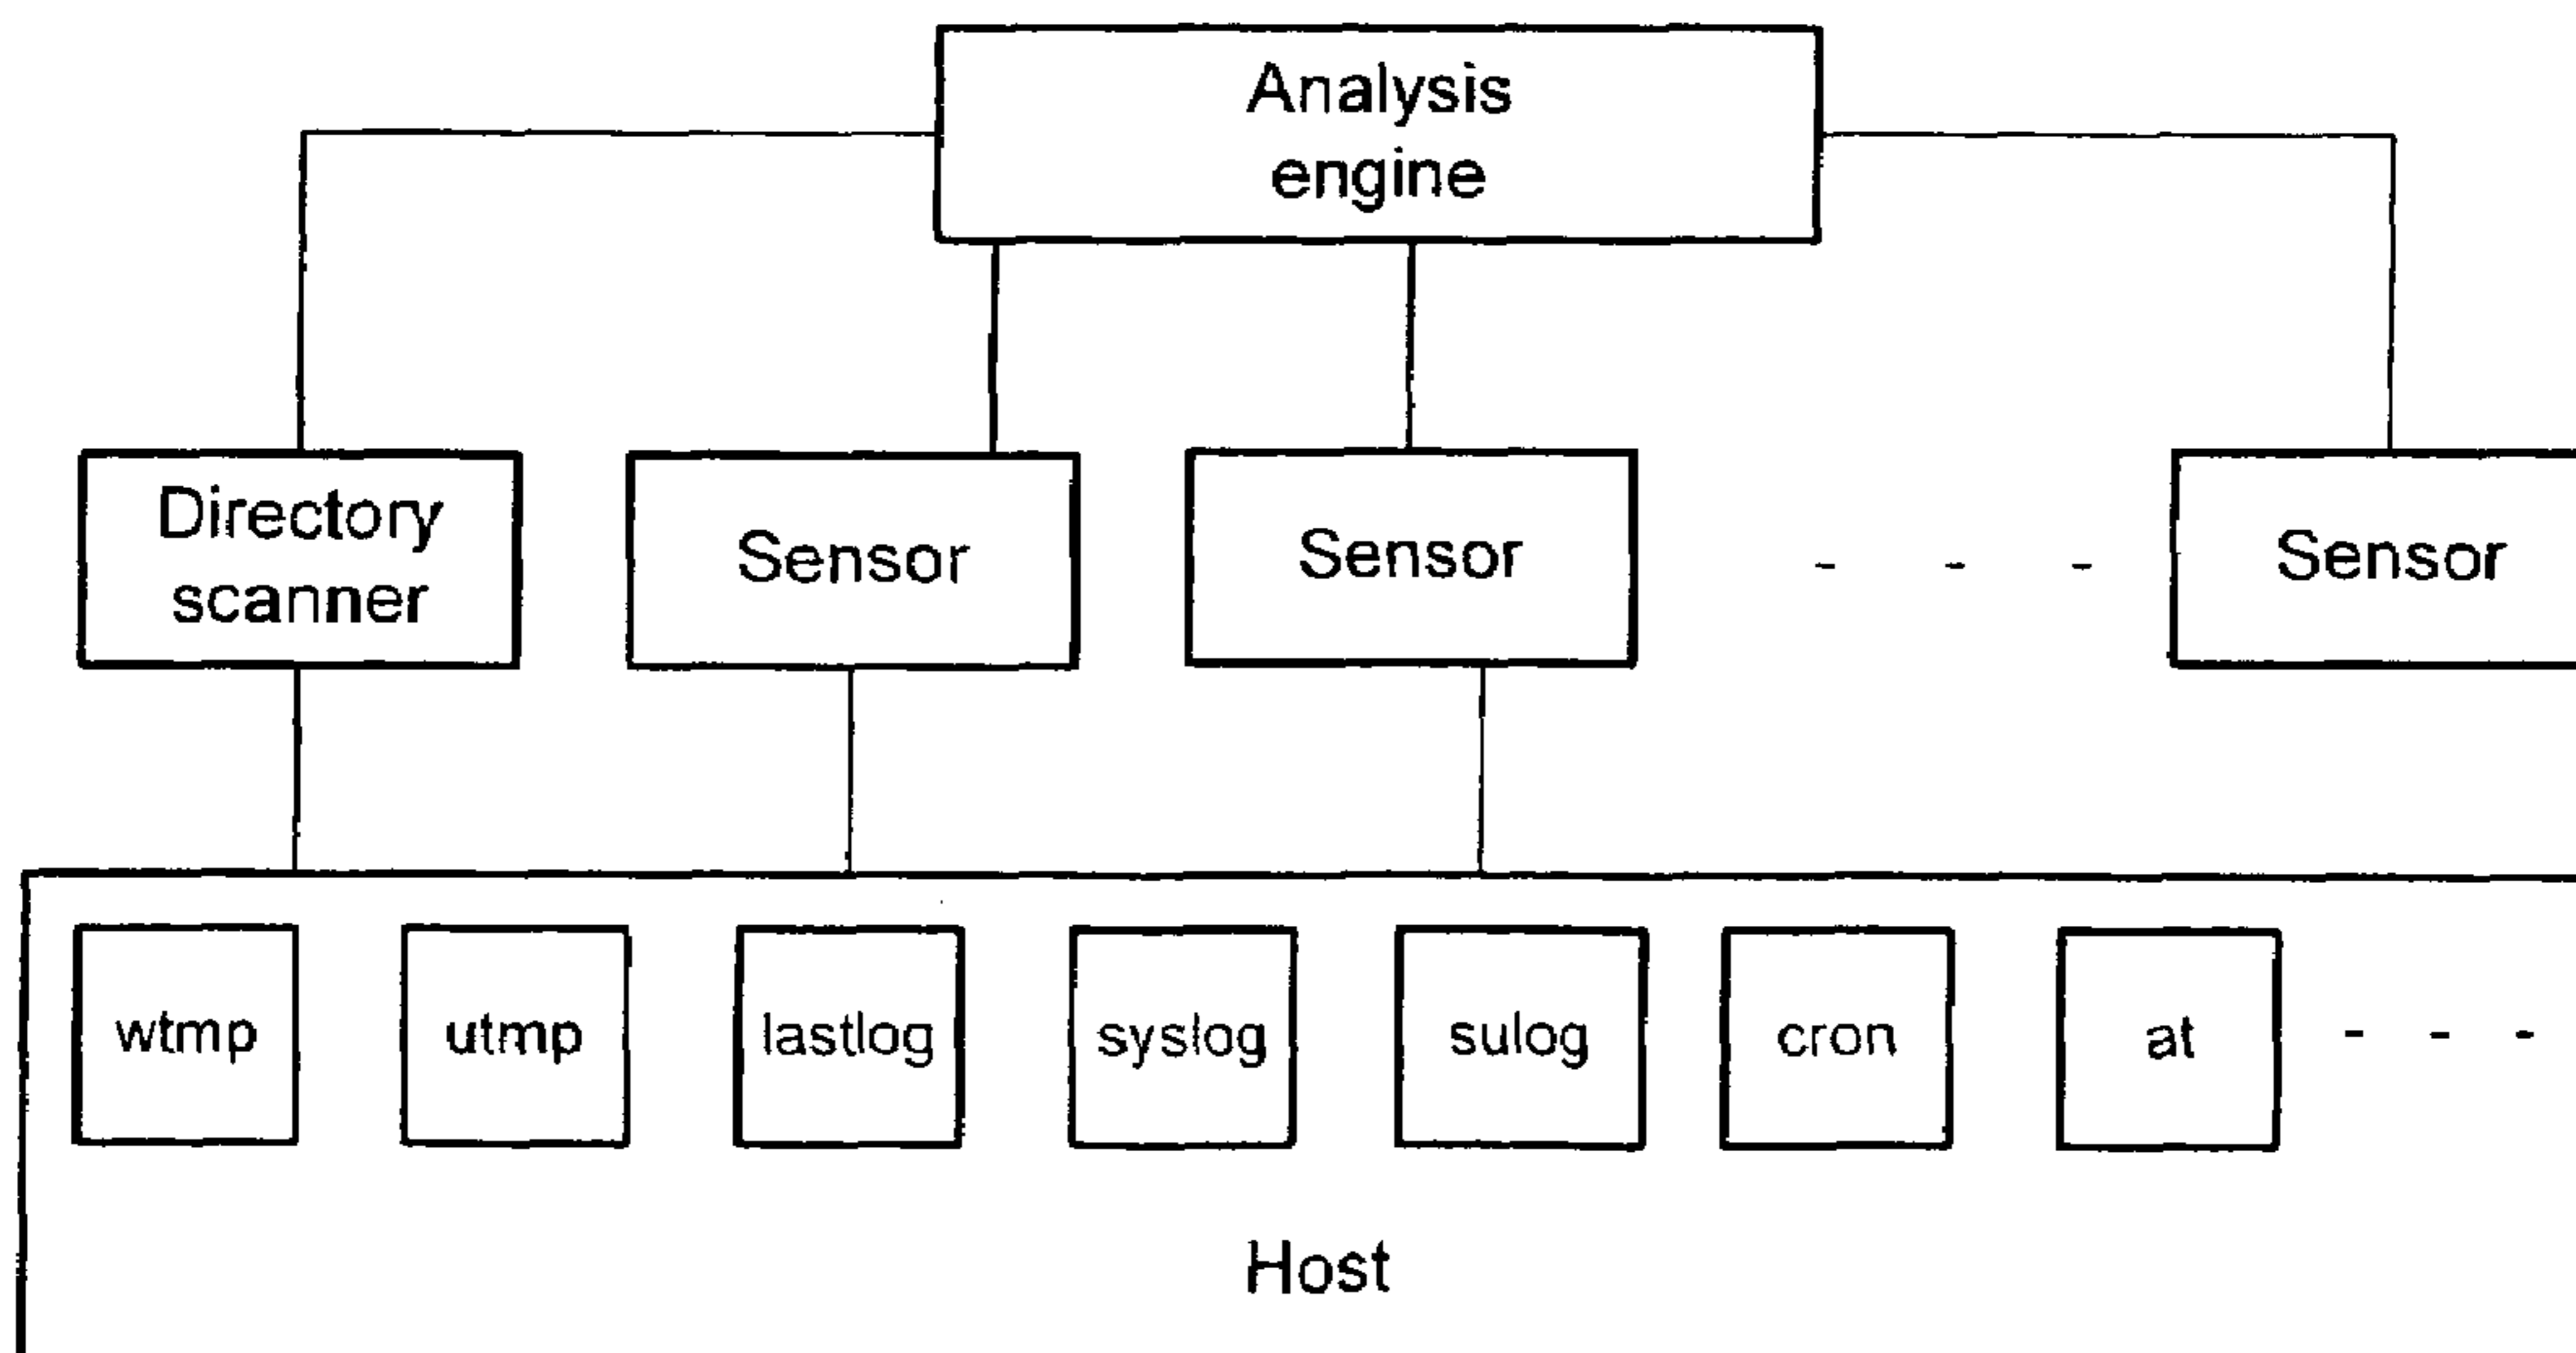 Analysis
engine
Directory
scanner
Sensor
Sensor
- - -
Sensor
wtmp
utmp
lastlog
syslog
sulog
cron
at
- - -
Host